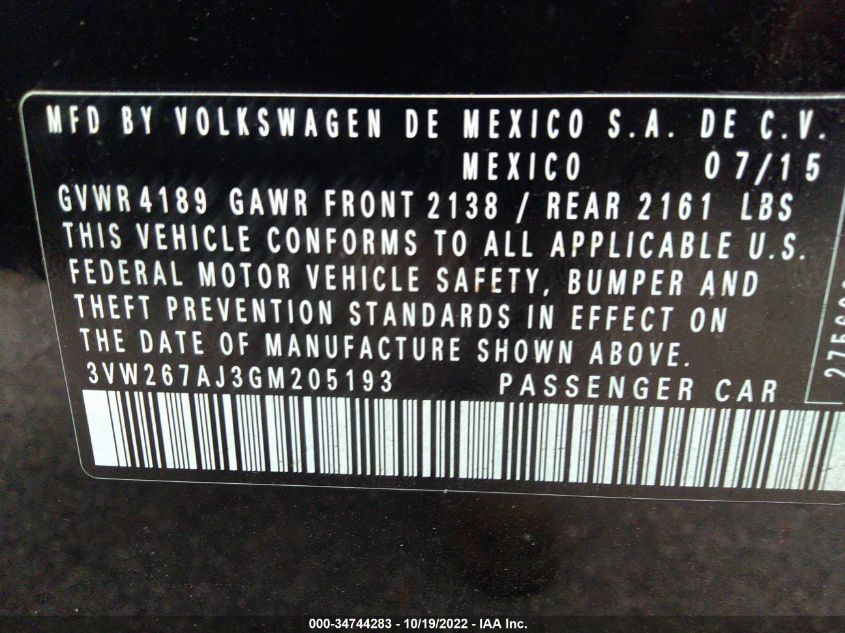 MFD BY VOLKSWAGEN DE MEXICO S.A. DE C.V.
MEXICO 07/15
GVWR 4189 GAWR FRONT 2138 / REAR 2161 LBS
THIS VEHICLE CONFORMS TO ALL APPLICABLE U.S.
FEDERAL MOTOR VEHICLE SAFETY, BUMPER AND
THEFT PREVENTION STANDARDS IN EFFECT ON
THE DATE OF MANUFACTURE SHOWN ABOVE.
3VW267AJ3GM205193 PASSENGER CAR
000-34744283 - 10/19/2022 - IAA Inc.